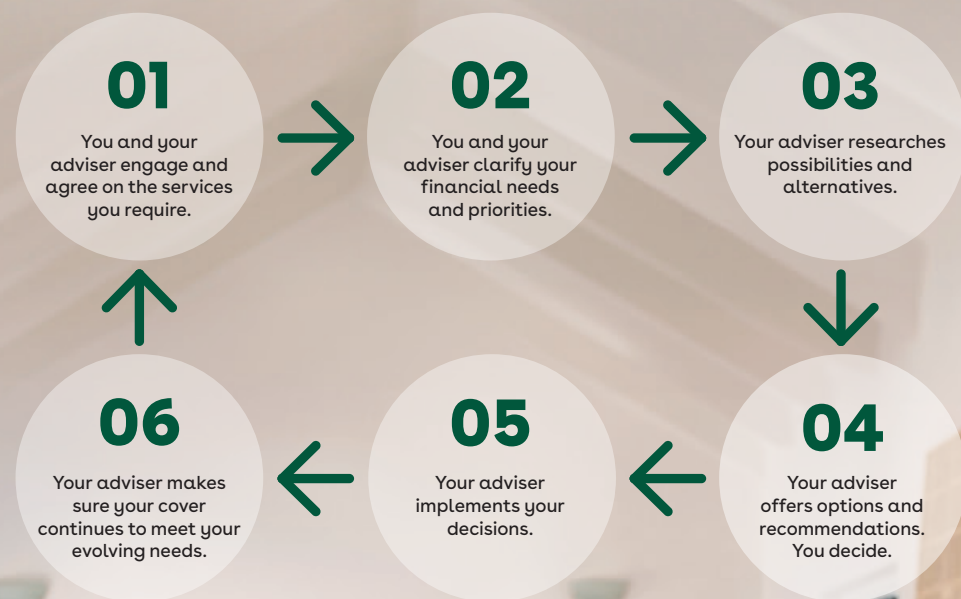 01
You and your
adviser engage and
agree on the services
you require.
02
You and your
adviser clarify your
financial needs
and priorities.
03
Your adviser researches
possibilities and
alternatives.
04
Your adviser
offers options and
recommendations.
You decide.
05
Your adviser
implements your
decisions.
06
Your adviser makes
sure your cover
continues to meet your
evolving needs.